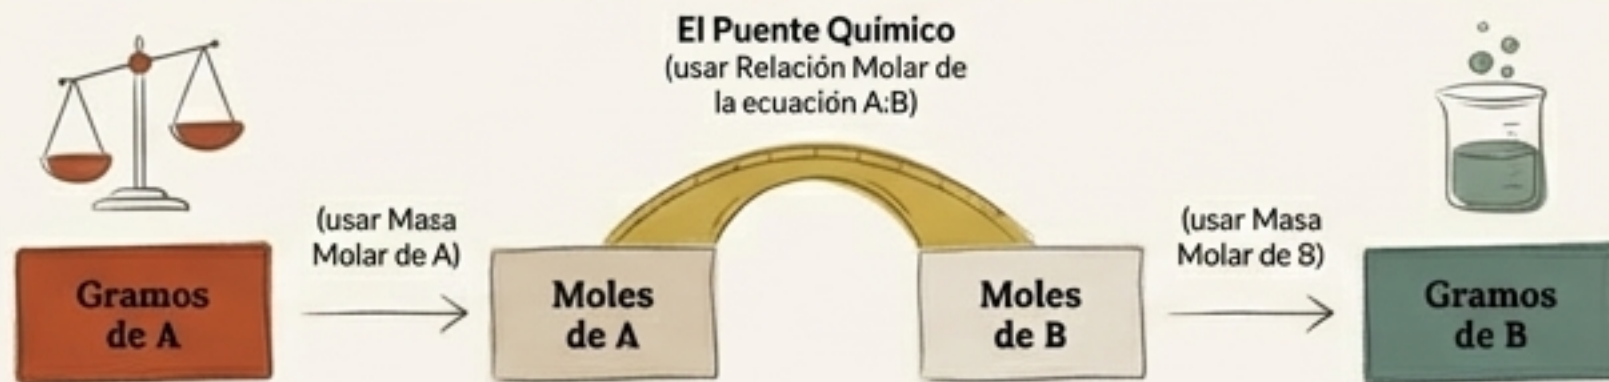 El Puente Químico
(usar Relación Molar de
la ecuación A:B)
(usar Masa
Molar de A)
(usar Masa
Molar de 8)
Gramos
de A
Moles
de A
Moles
de B
Gramos
de B